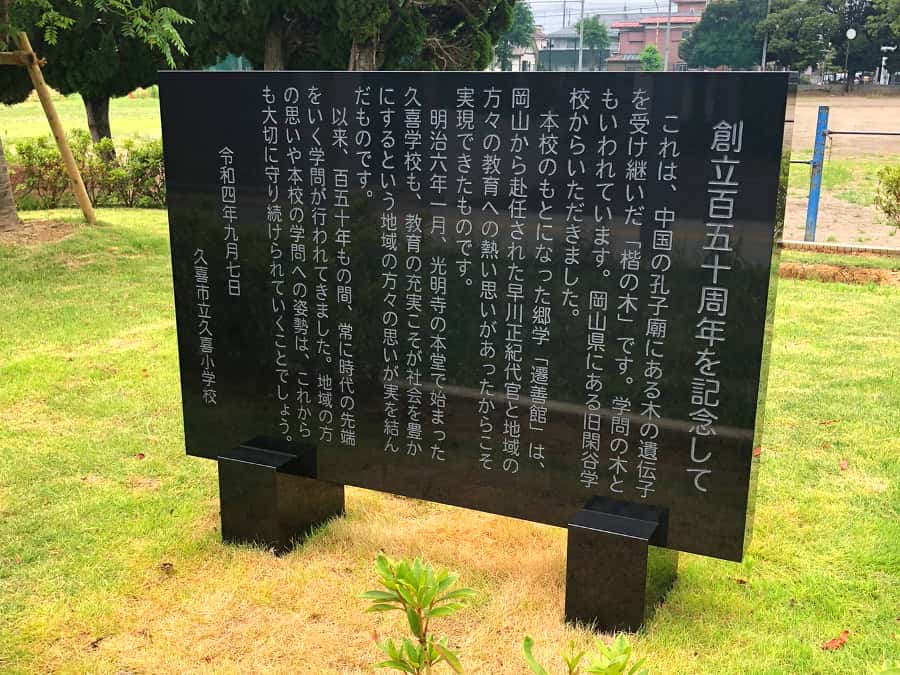 創立百五十周年を記念して
これは、中国の孔子廟にある木の遺伝子
を受け継いだ「楷の木」です。学問の木と
もいわれています。岡山県にある旧閑谷学
校からいただきました。
本校のもとになった郷学「遷善館」は、
岡山から赴任された早川正紀代官と地域の
方々の教育への熱い思いがあったからこそ
実現できたものです。
明治六年一月、光明寺の本堂で始まった
久喜学校も、教育の充実こそが社会を豊か
にするという地域の方々の思いが実を結ん
だものです。
以来、百五十年もの間、常に時代の先端
をいく学問が行われてきました。地域の方
の思いや本校の学問への姿勢は、これから
も大切に守り続けられていくことでしょう。
令和四年九月七日
久喜市立久喜小学校